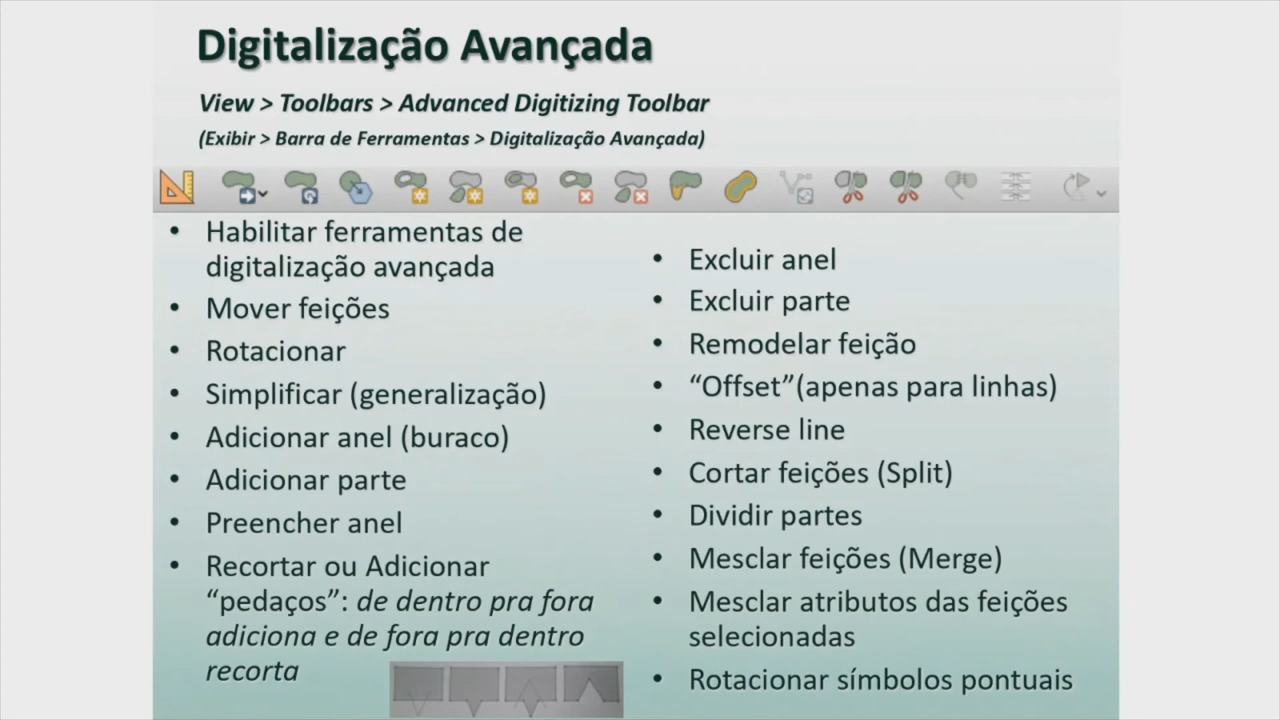 Digitalização Avançada
View > Toolbars > Advanced Digitizing Toolbar
(Exibir > Barra de Ferramentas > Digitalização Avançada)
• Habilitar ferramentas de
digitalização avançada
• Mover feições
• Rotacionar
• Simplificar (generalização)
• Adicionar anel (buraco)
• Adicionar parte
• Preencher anel
• Recortar ou Adicionar
“pedaços”: de dentro pra fora
adiciona e de fora pra dentro
recorta
• Excluir anel
• Excluir parte
• Remodelar feição
• “Offset”(apenas para linhas)
• Reverse line
• Cortar feições (Split)
• Dividir partes
• Mesclar feições (Merge)
• Mesclar atributos das feições
selecionadas
• Rotacionar símbolos pontuais